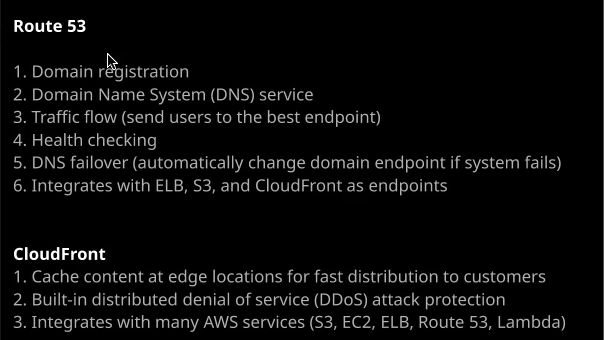 Route 53
1. Domain registration
2. Domain Name System (DNS) service
3. Traffic flow (send users to the best endpoint)
4. Health checking
5. DNS failover (automatically change domain endpoint if system fails)
6. Integrates with ELB, S3, and CloudFront as endpoints
CloudFront
1. Cache content at edge locations for fast distribution to customers
2. Built-in distributed denial of service (DDoS) attack protection
3. Integrates with many AWS services (S3, EC2, ELB, Route 53, Lambda)